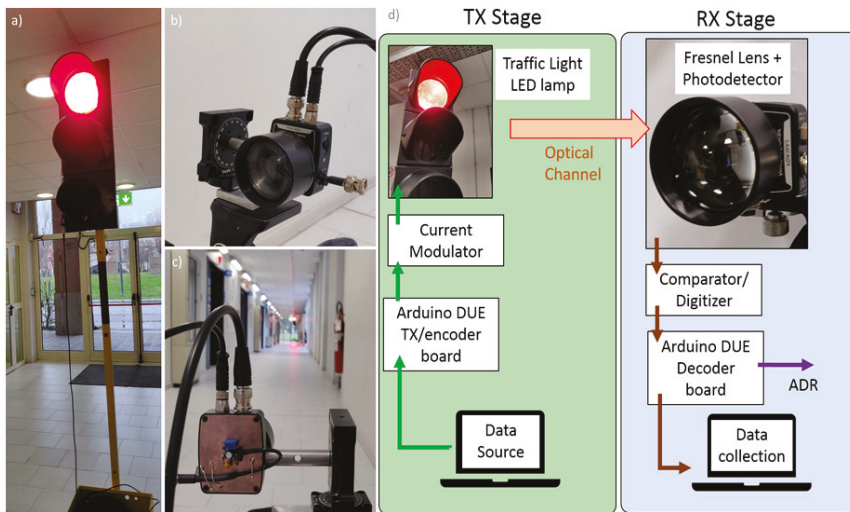 a)
b)
c)
d)
TX Stage
RX Stage
Traffic Light
LED lamp
Fresnel Lens +
Photodetector
Optical
Channel
Current
Modulator
Comparator/
Digitizer
Arduino DUE
TX/encoder
board
Arduino DUE
Decoder
board
ADR
Data
Source
Data
collection